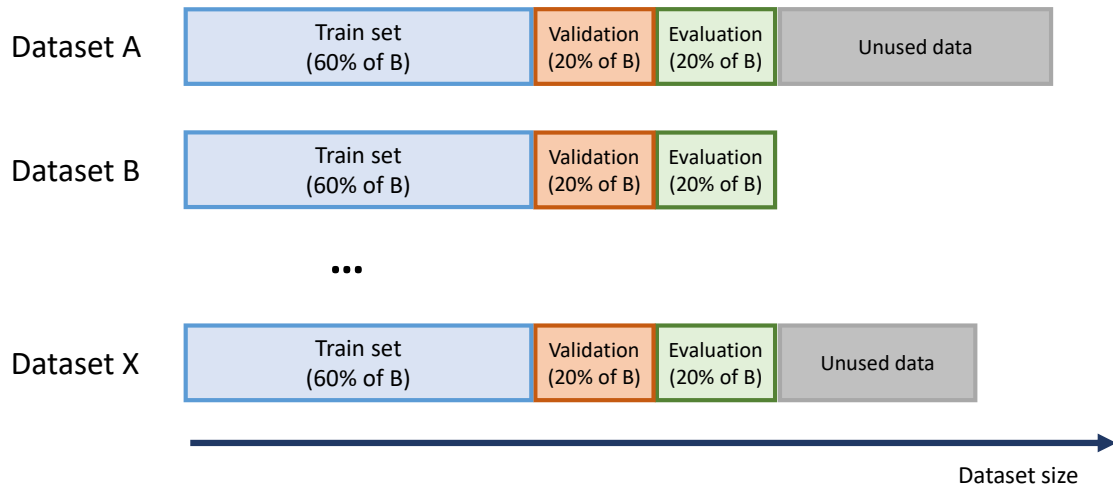 Dataset A
Train set
(60% of B)
Validation
(20% of B)
Evaluation
(20% of B)
Unused data
Dataset B
Train set
(60% of B)
Validation
(20% of B)
Evaluation
(20% of B)
...
Dataset X
Train set
(60% of B)
Validation
(20% of B)
Evaluation
(20% of B)
Unused data
Dataset size